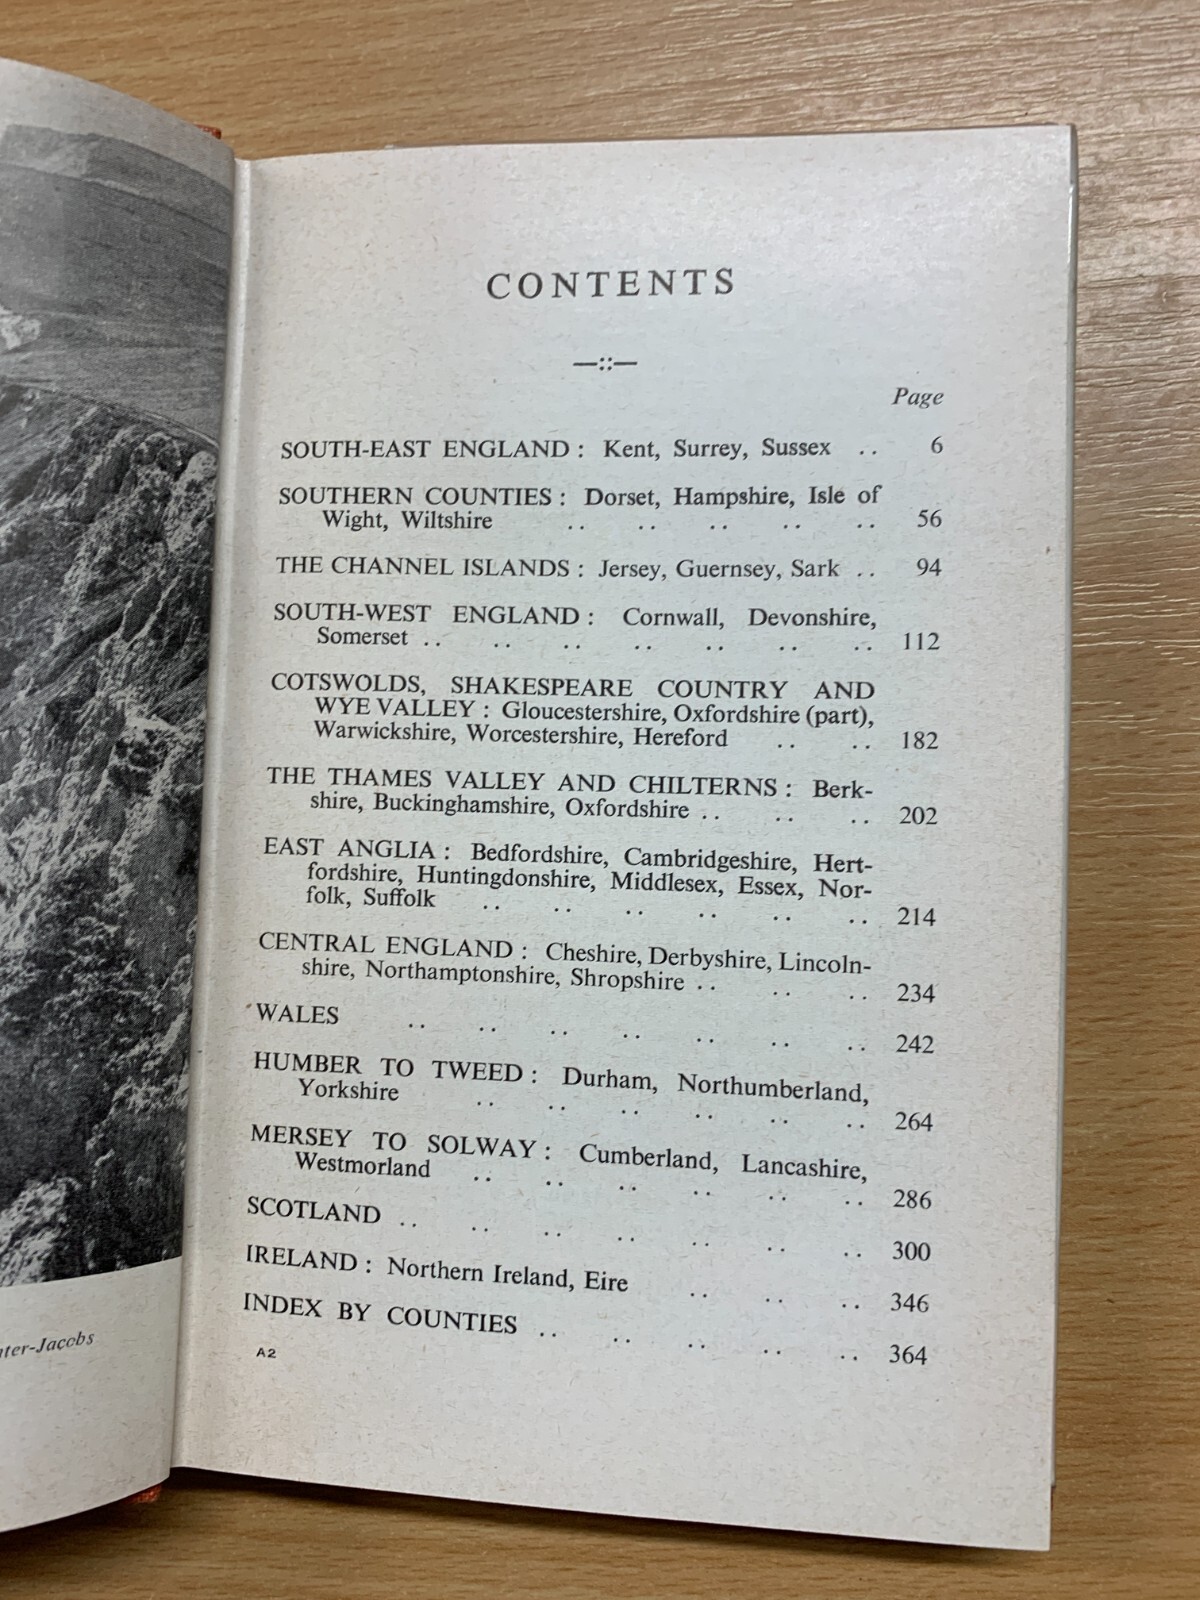 CONTENTS
Page
SOUTH-EAST ENGLAND : Kent, Surrey, Sussex .. 6
SOUTHERN COUNTIES : Dorset, Hampshire, Isle of
Wight, Wiltshire .. .. .. .. .. 56
THE CHANNEL ISLANDS : Jersey, Guernsey, Sark .. 94
SOUTH-WEST ENGLAND : Cornwall, Devonshire,
Somerset .. .. .. .. .. .. .. 112
COTSWOLDS, SHAKESPEARE COUNTRY AND
WYE VALLEY : Gloucestershire, Oxfordshire (part),
Warwickshire, Worcestershire, Hereford .. .. 182
THE THAMES VALLEY AND CHILTERNS : Berk-
shire, Buckinghamshire, Oxfordshire .. .. .. 202
EAST ANGLIA : Bedfordshire, Cambridgeshire, Hert-
fordshire, Huntingdonshire, Middlesex, Essex, Nor-
folk, Suffolk .. .. .. .. .. .. 214
CENTRAL ENGLAND : Cheshire, Derbyshire, Lincoln-
shire, Northamptonshire, Shropshire .. .. .. 234
WALES .. .. .. .. .. .. .. 242
HUMBER TO TWEED : Durham, Northumberland,
Yorkshire .. .. .. .. .. .. 264
MERSEY TO SOLWAY : Cumberland, Lancashire,
Westmorland .. .. .. .. .. .. 286
SCOTLAND .. .. .. .. .. .. .. 300
IRELAND : Northern Ireland, Eire .. .. .. 346
INDEX BY COUNTIES .. .. .. .. .. 364
A2
ter-Jacobs